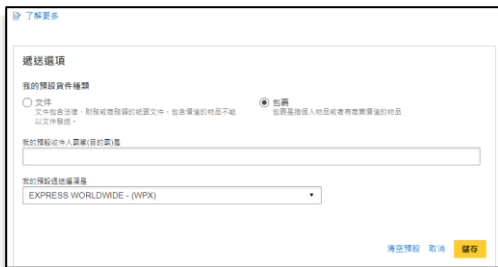 了解更多
遞送選項
我的預設貨件種類
文件
文件包含法律、財務或商務類的紙質文件，包含價值的物品不能以文件發送。
包裹
包裹是指個人物品或者有商業價值的物品
我的預設收件人國家(目的國)是
我的預設遞送選項是
EXPRESS WORLDWIDE - (WPX)
清空預設 取消 儲存